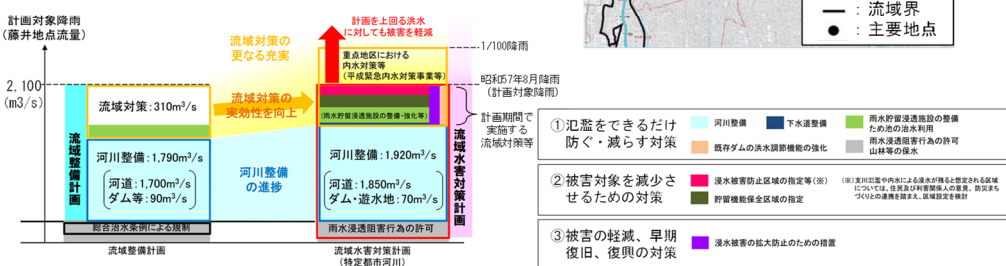 計画対象降雨
(藤井地点流量)
2,100
(m3/s)
流域整備計画
流域対策：310m³/s
河川整備：1,790m³/s
河道：1,700m³/s
ダム等：90m³/s
総合治水条例による規制
流域整備計画
流域対策の
更なる充実
流域対策の
実効性を向上
河川整備
の進捗
計画を上回る洪水
に対しても被害を軽減
重点地区における
内水対策等
(平成緊急内水対策事業等)
(雨水貯留浸透施設の整備・強化等)
河川整備：1,920m³/s
河道：1,850m³/s
ダム・遊水地：70m³/s
雨水浸透阻害行為の許可
流域水害対策計画
(特定都市河川)
流域水害対策計画
1/100降雨
昭和57年8月降雨
(計画対象降雨)
計画期間で
実施する
流域対策等
：流域界
：主要地点
①氾濫をできるだけ
防ぐ・減らす対策
河川整備
下水道整備
雨水貯留浸透施設の整備
ため池の治水利用
既存ダムの洪水調節機能の強化
雨水浸透阻害行為の許可
山林等の保水
②被害対象を減少さ
せるための対策
浸水被害防止区域の指定等(※)
貯留機能保全区域の指定
(※)支川氾濫や内水による浸水が残ると想定される区域
については、住民及び利害関係人の意見、防災まち
づくりとの連携を踏まえ、区域設定を検討
③被害の軽減、早期
復旧、復興の対策
浸水被害の拡大防止のための措置